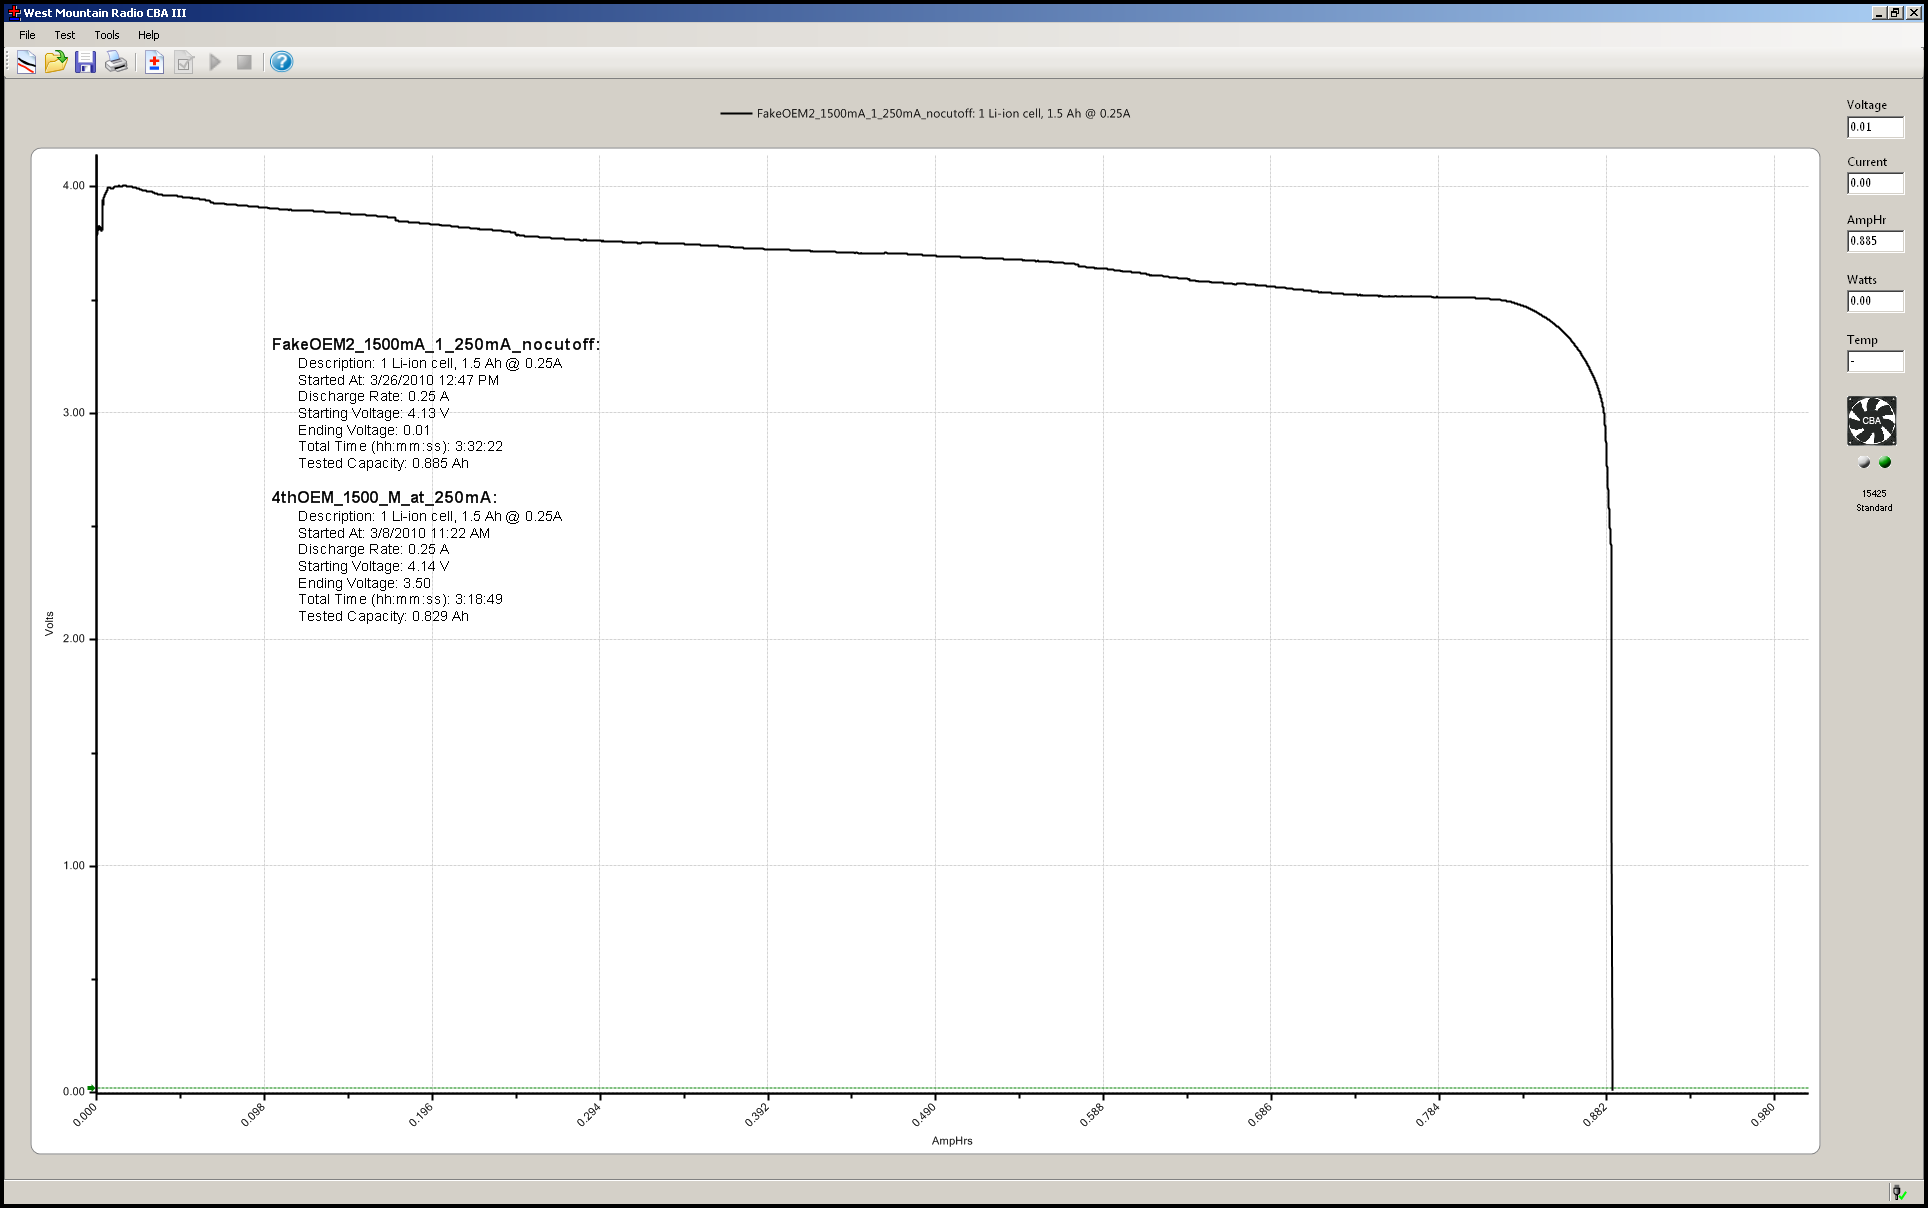 West Mountain Radio CBA III
File Test Tools Help
FakeOEM2_1500mA_1_250mA_nocutoff: 1 Li-ion cell, 1.5 Ah @ 0.25A
Voltage
0.01
Current
0.00
AmpHr
0.885
Watts
0.00
Temp
-
CBA
15425
Standard
4.00
3.00
2.00
1.00
0.00
Volts
FakeOEM2_1500mA_1_250mA_nocutoff:
Description: 1 Li-ion cell, 1.5 Ah @ 0.25A
Started At: 3/26/2010 12:47 PM
Discharge Rate: 0.25 A
Starting Voltage: 4.13 V
Ending Voltage: 0.01
Total Time (hh:mm:ss): 3:32:22
Tested Capacity: 0.885 Ah
4thOEM_1500_M_at_250mA:
Description: 1 Li-ion cell, 1.5 Ah @ 0.25A
Started At: 3/8/2010 11:22 AM
Discharge Rate: 0.25 A
Starting Voltage: 4.14 V
Ending Voltage: 3.50
Total Time (hh:mm:ss): 3:18:49
Tested Capacity: 0.829 Ah
0.000 0.098 0.196 0.294 0.392 0.490 0.588 0.686 0.784 0.882 0.980
AmpHrs